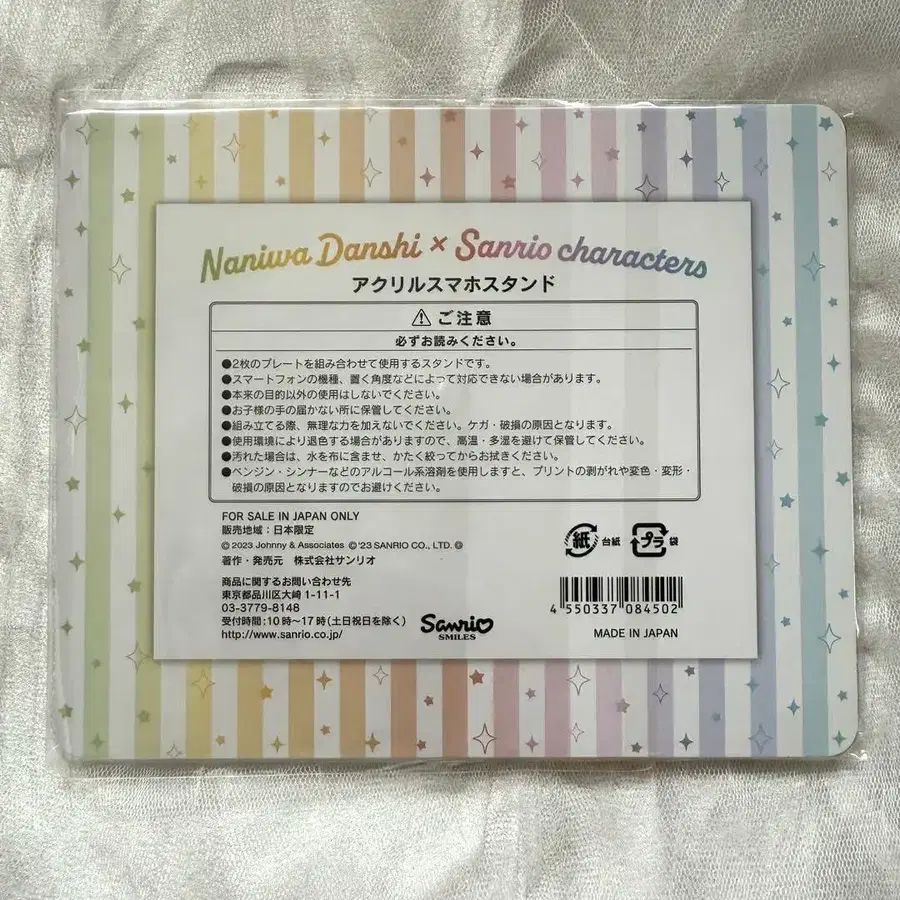 Naniwa Danshi × Sanrio characters
アクリルスマホスタンド
⚠ ご注意
必ずお読みください。
●2枚のプレートを組み合わせて使用するスタンドです。
●スマートフォンの機種、置く角度などによって対応できない場合があります。
●本来の目的以外の使用はしないでください。
●お子様の手の届かない所に保管してください。
●組み立てる際、無理な力を加えないでください。ケガ・破損の原因となります。
●使用環境により退色する場合がありますので、高温・多湿を避けて保管してください。
●汚れた場合は、水を布に含ませ、かたく絞ってからお拭きください。
●ベンジン・シンナーなどのアルコール系溶剤を使用しますと、プリントの剥がれや変色・変形・
破損の原因となりますのでお避けください。
FOR SALE IN JAPAN ONLY
販売地域：日本限定
© 2023 Johnny & Associates © '23 SANRIO CO., LTD. Ⓖ
著作・発売元 株式会社サンリオ
紙 台紙 プラ 袋
商品に関するお問い合わせ先
東京都品川区大崎 1-11-1
03-3779-8148
受付時間：10時～17時(土日祝日を除く)
http://www.sanrio.co.jp/
Sanrio
SMILES
4 550337 084502
MADE IN JAPAN